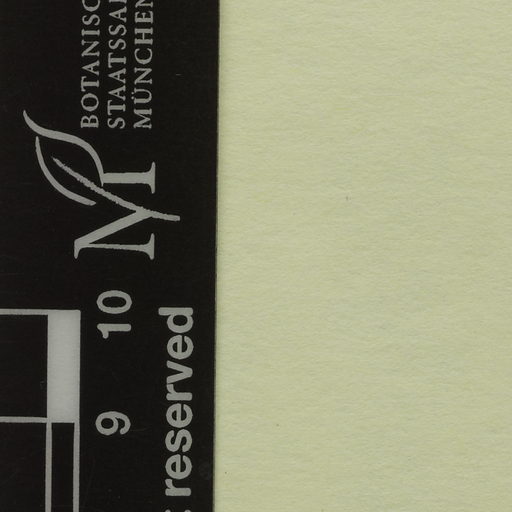 BOTANISC
STAATSSA
MÜNCHEN
M
9 10
reserved